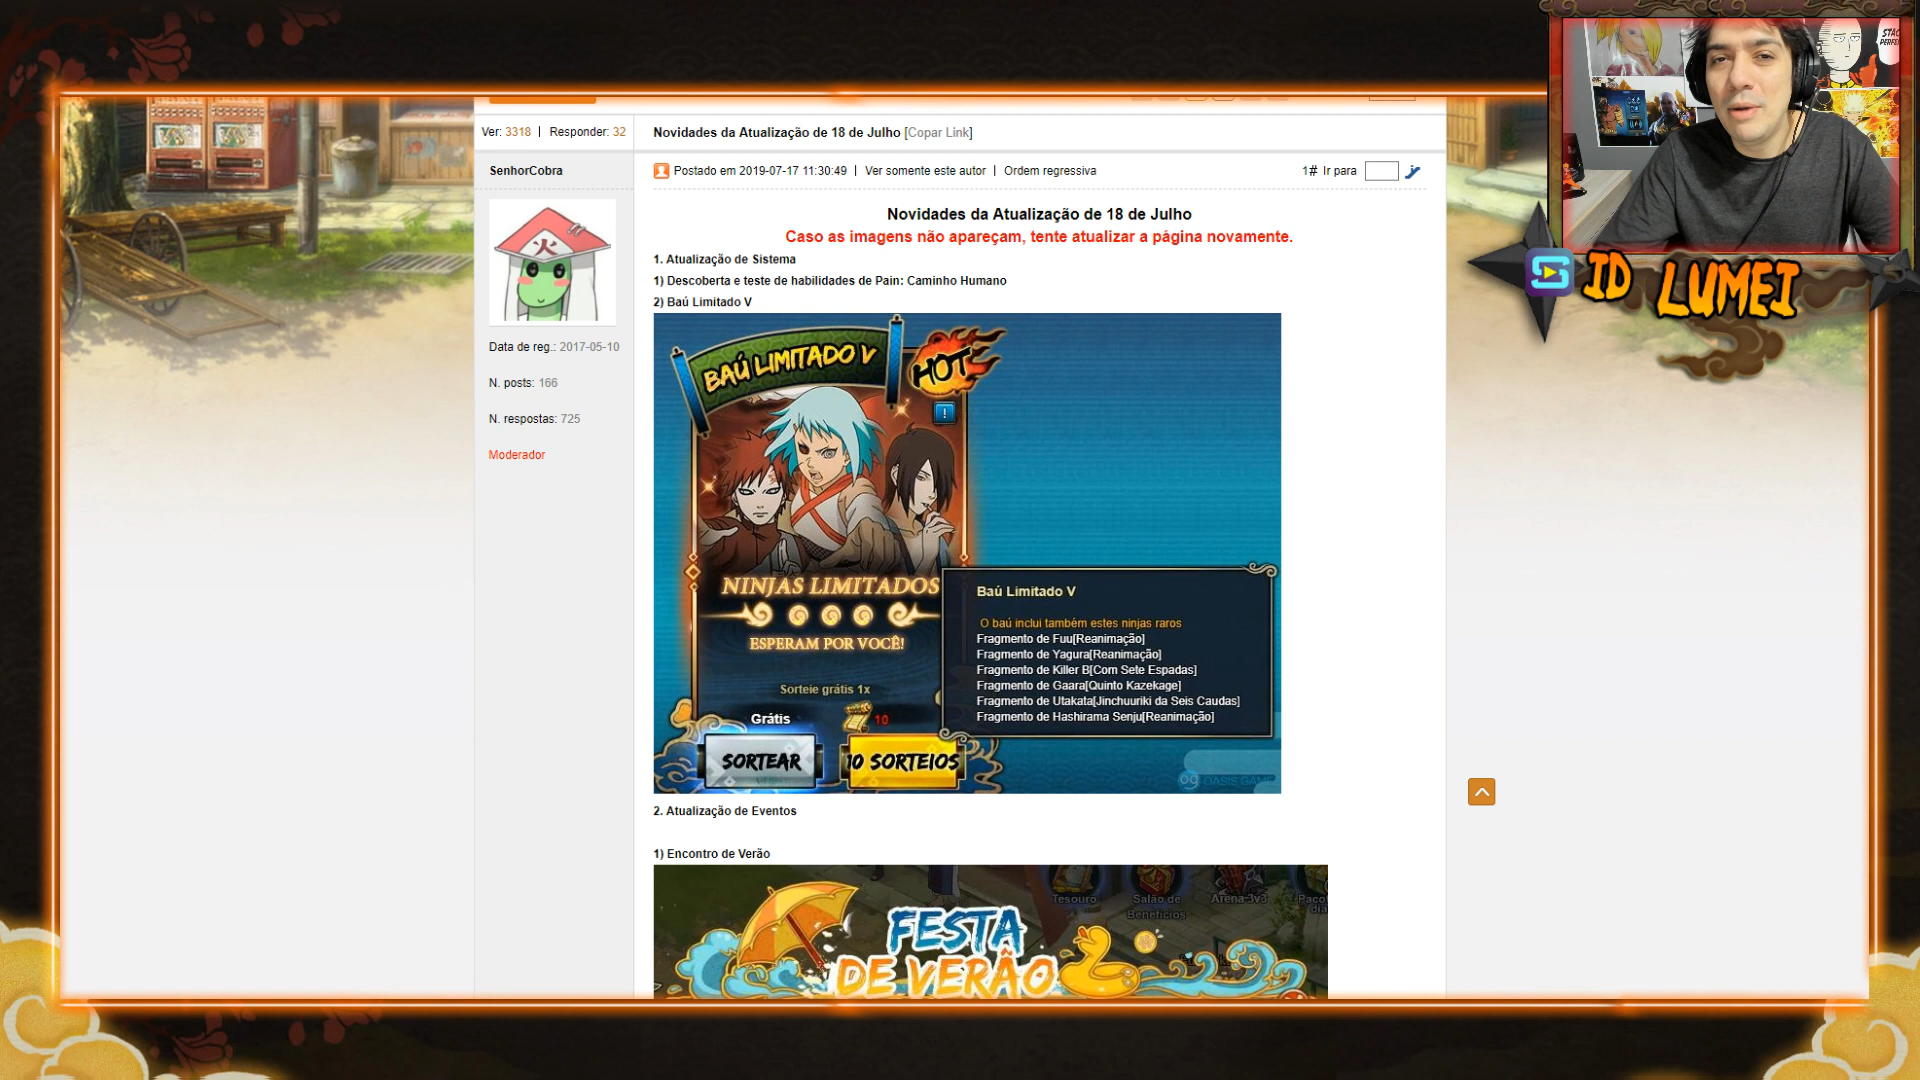 STAC
PERFE
ID LUMEI
Ver: 3318 | Responder: 32
Novidades da Atualização de 18 de Julho [Copar Link]
SenhorCobra
Postado em 2019-07-17 11:30:49 | Ver somente este autor | Ordem regressiva
1# Ir para
Novidades da Atualização de 18 de Julho
Caso as imagens não apareçam, tente atualizar a página novamente.
1. Atualização de Sistema
1) Descoberta e teste de habilidades de Pain: Caminho Humano
2) Baú Limitado V
火
Data de reg.: 2017-05-10
N. posts: 166
N. respostas: 725
Moderador
BAÚ LIMITADO V
HOT
!
NINJAS LIMITADOS
ESPERAM POR VOCÊ!
Sorteie grátis 1x
Grátis
10
SORTEAR
10 SORTEIOS
Baú Limitado V
O baú inclui também estes ninjas raros
Fragmento de Fuu[Reanimação]
Fragmento de Yagura[Reanimação]
Fragmento de Killer B[Com Sete Espadas]
Fragmento de Gaara[Quinto Kazekage]
Fragmento de Utakata[Jinchuuriki da Seis Caudas]
Fragmento de Hashirama Senju[Reanimação]
OASIS GAMES
2. Atualização de Eventos
1) Encontro de Verão
Tesouro
Salão de
Benefícios
Arena 3v3
Paco
dia
FESTA
DE VERÃO